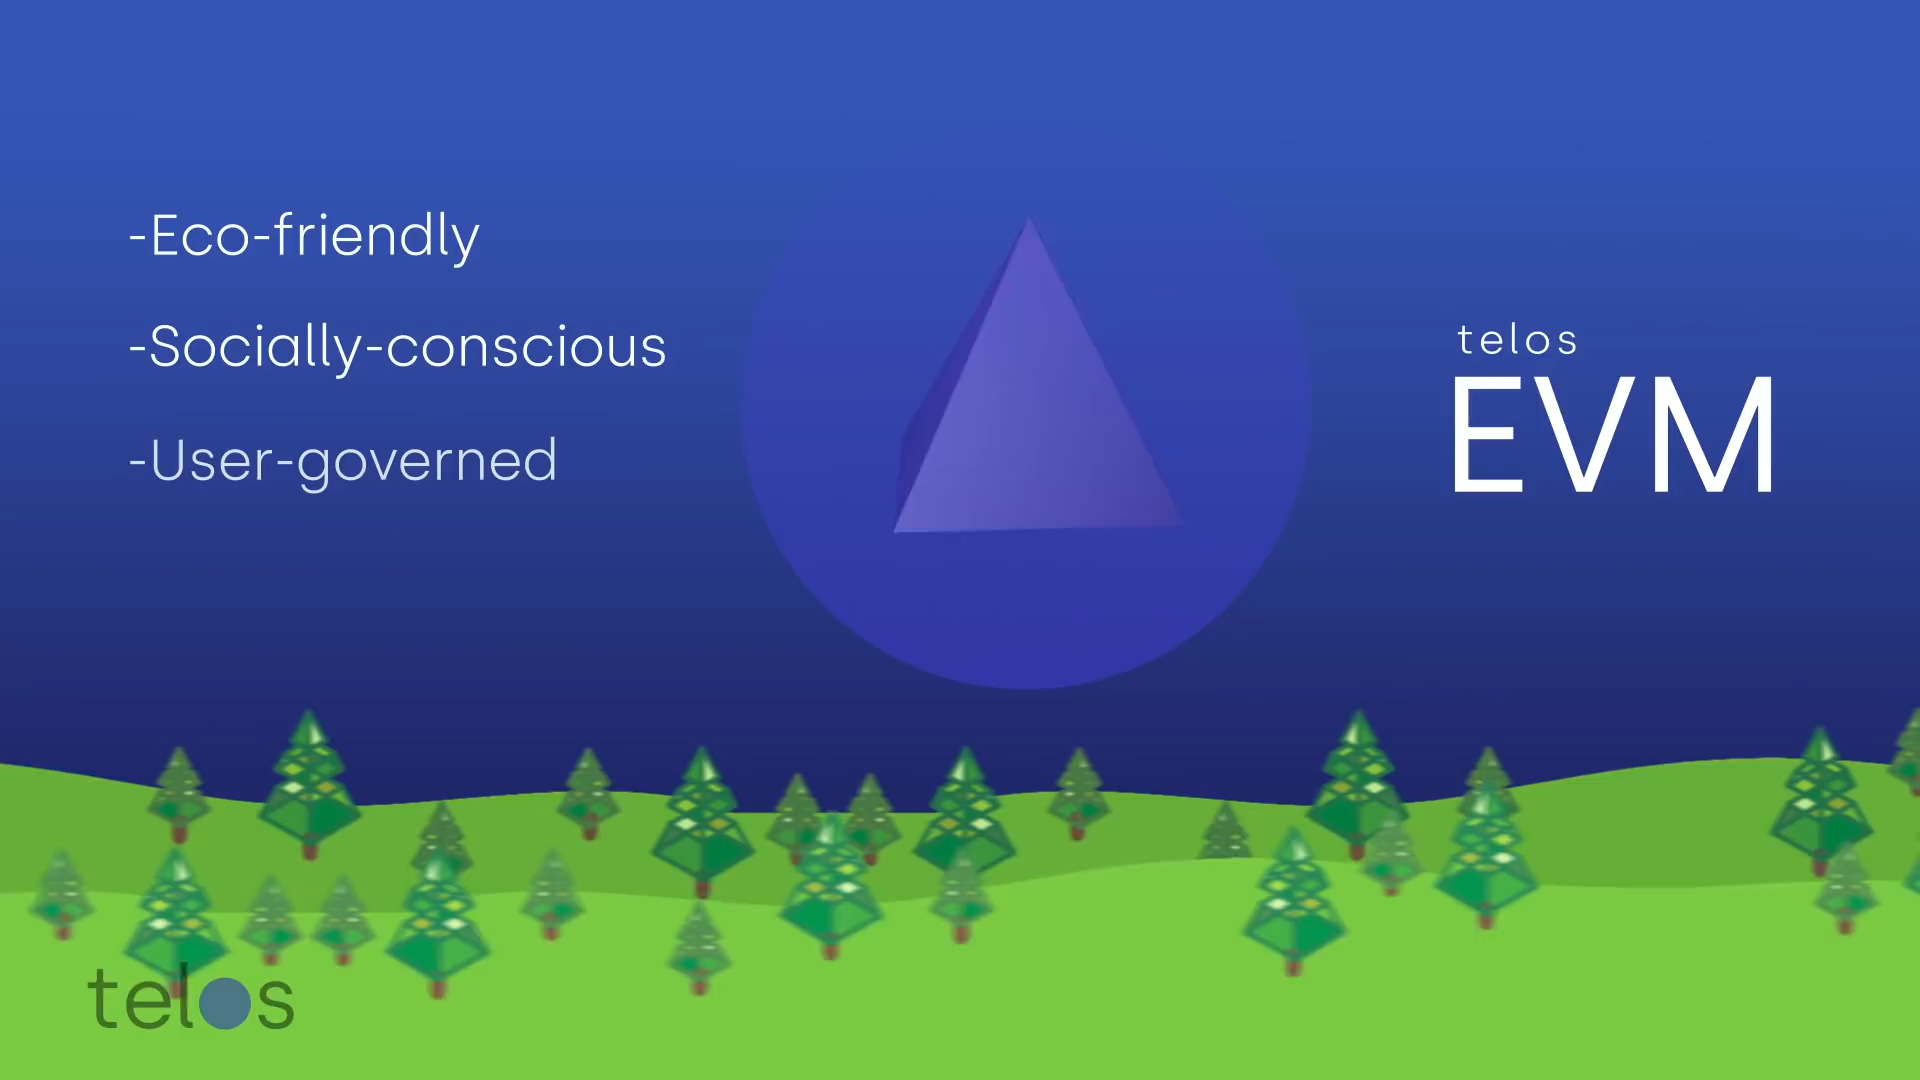 -Eco-friendly
-Socially-conscious
-User-governed
telos
EVM
telos